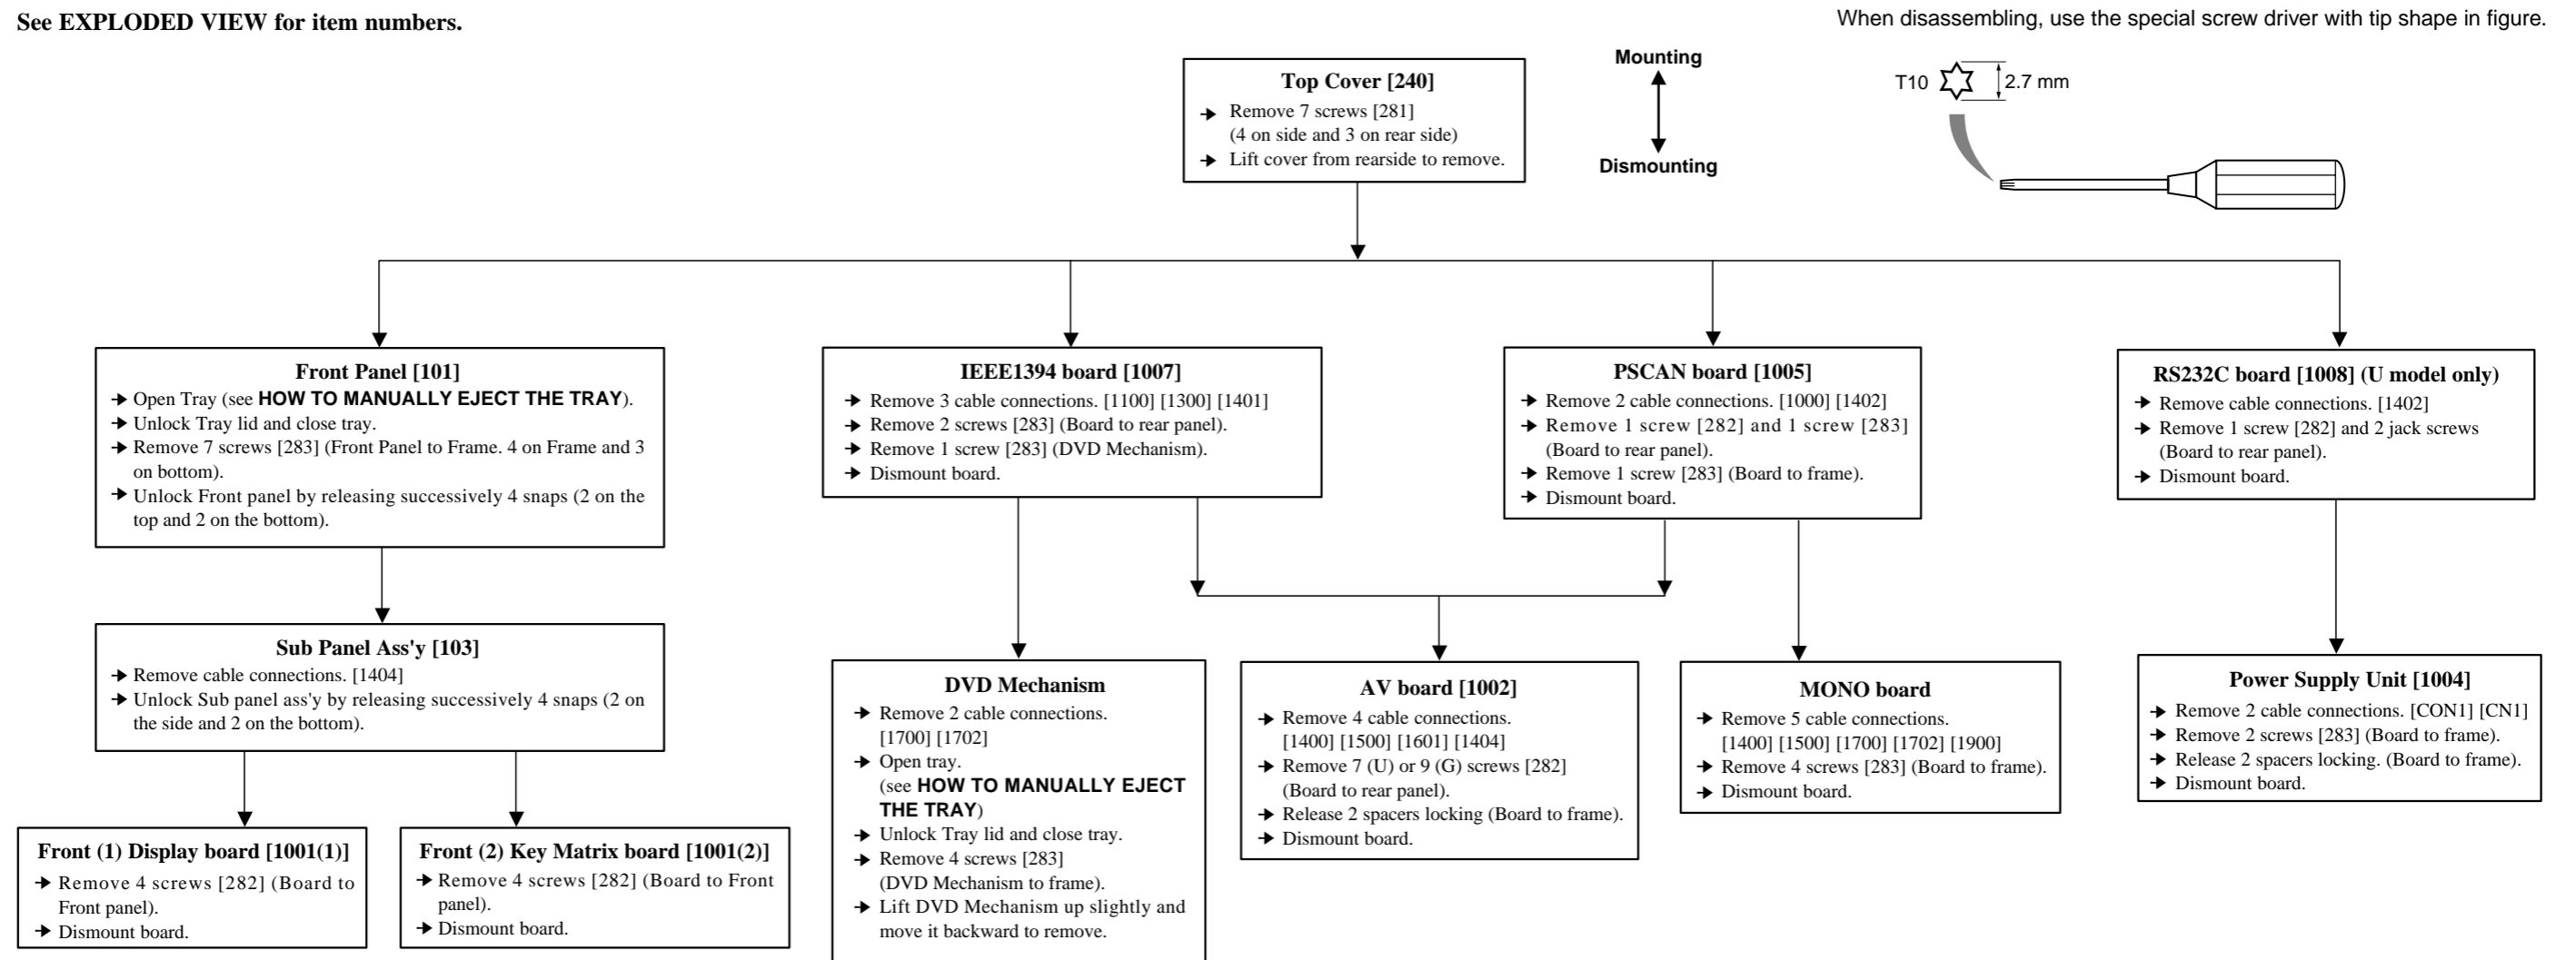 See EXPLODED VIEW for item numbers.
When disassembling, use the special screw driver with tip shape in figure.
Mounting
Dismounting
T10
2.7 mm
Top Cover [240]
Remove 7 screws [281]
(4 on side and 3 on rear side)
Lift cover from rearside to remove.
Front Panel [101]
Open Tray (see HOW TO MANUALLY EJECT THE TRAY).
Unlock Tray lid and close tray.
Remove 7 screws [283] (Front Panel to Frame. 4 on Frame and 3
on bottom).
Unlock Front panel by releasing successively 4 snaps (2 on the
top and 2 on the bottom).
IEEE1394 board [1007]
Remove 3 cable connections. [1100] [1300] [1401]
Remove 2 screws [283] (Board to rear panel).
Remove 1 screw [283] (DVD Mechanism).
Dismount board.
PSCAN board [1005]
Remove 2 cable connections. [1000] [1402]
Remove 1 screw [282] and 1 screw [283]
(Board to rear panel).
Remove 1 screw [283] (Board to frame).
Dismount board.
RS232C board [1008] (U model only)
Remove cable connections. [1402]
Remove 1 screw [282] and 2 jack screws
(Board to rear panel).
Dismount board.
Sub Panel Ass'y [103]
Remove cable connections. [1404]
Unlock Sub panel ass'y by releasing successively 4 snaps (2 on
the side and 2 on the bottom).
DVD Mechanism
Remove 2 cable connections.
[1700] [1702]
Open tray.
(see HOW TO MANUALLY EJECT
THE TRAY)
Unlock Tray lid and close tray.
Remove 4 screws [283]
(DVD Mechanism to frame).
Lift DVD Mechanism up slightly and
move it backward to remove.
AV board [1002]
Remove 4 cable connections.
[1400] [1500] [1601] [1404]
Remove 7 (U) or 9 (G) screws [282]
(Board to rear panel).
Release 2 spacers locking (Board to frame).
Dismount board.
MONO board
Remove 5 cable connections.
[1400] [1500] [1700] [1702] [1900]
Remove 4 screws [283] (Board to frame).
Dismount board.
Power Supply Unit [1004]
Remove 2 cable connections. [CON1] [CN1]
Remove 2 screws [283] (Board to frame).
Release 2 spacers locking. (Board to frame).
Dismount board.
Front (1) Display board [1001(1)]
Remove 4 screws [282] (Board to
Front panel).
Dismount board.
Front (2) Key Matrix board [1001(2)]
Remove 4 screws [282] (Board to Front
panel).
Dismount board.